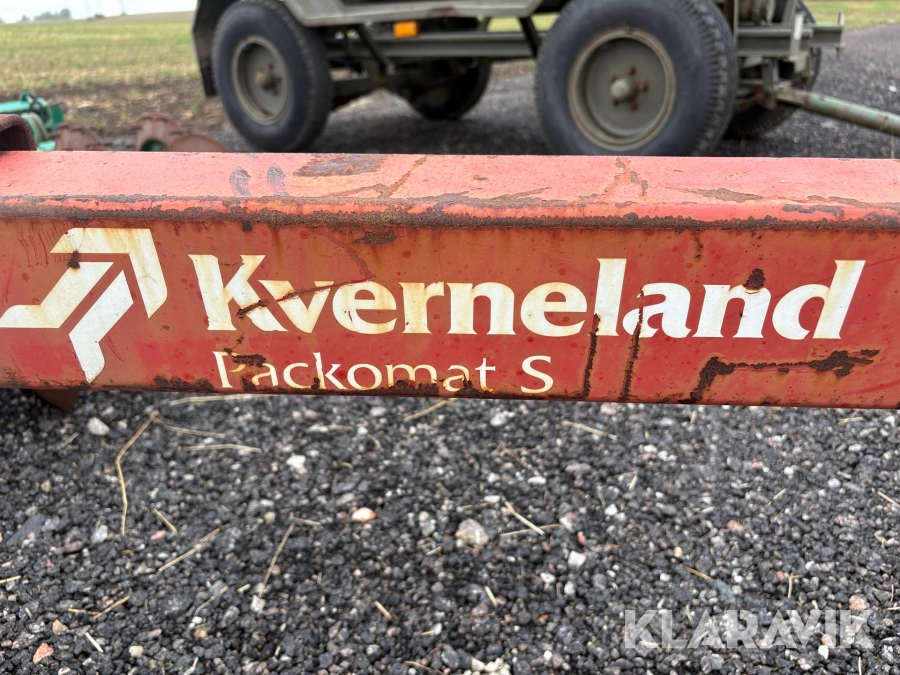 Kverneland
Packomat S
KLARAVIK